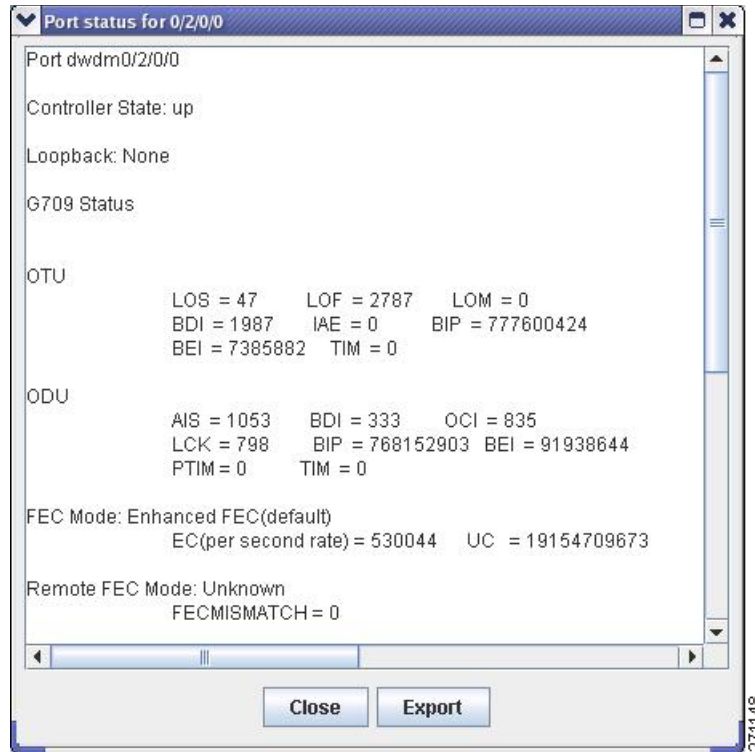 Port status for 0/2/0/0
Port dwdm0/2/0/0
Controller State: up
Loopback: None
G709 Status
OTU
LOS = 47 LOF = 2787 LOM = 0
BDI = 1987 IAE = 0 BIP = 777600424
BEI = 7385882 TIM = 0
ODU
AIS = 1053 BDI = 333 OCI = 835
LCK = 798 BIP = 768152903 BEI = 91938644
PTIM = 0 TIM = 0
FEC Mode: Enhanced FEC(default)
EC(per second rate) = 530044 UC = 19154709673
Remote FEC Mode: Unknown
FECMISMATCH = 0
Close Export